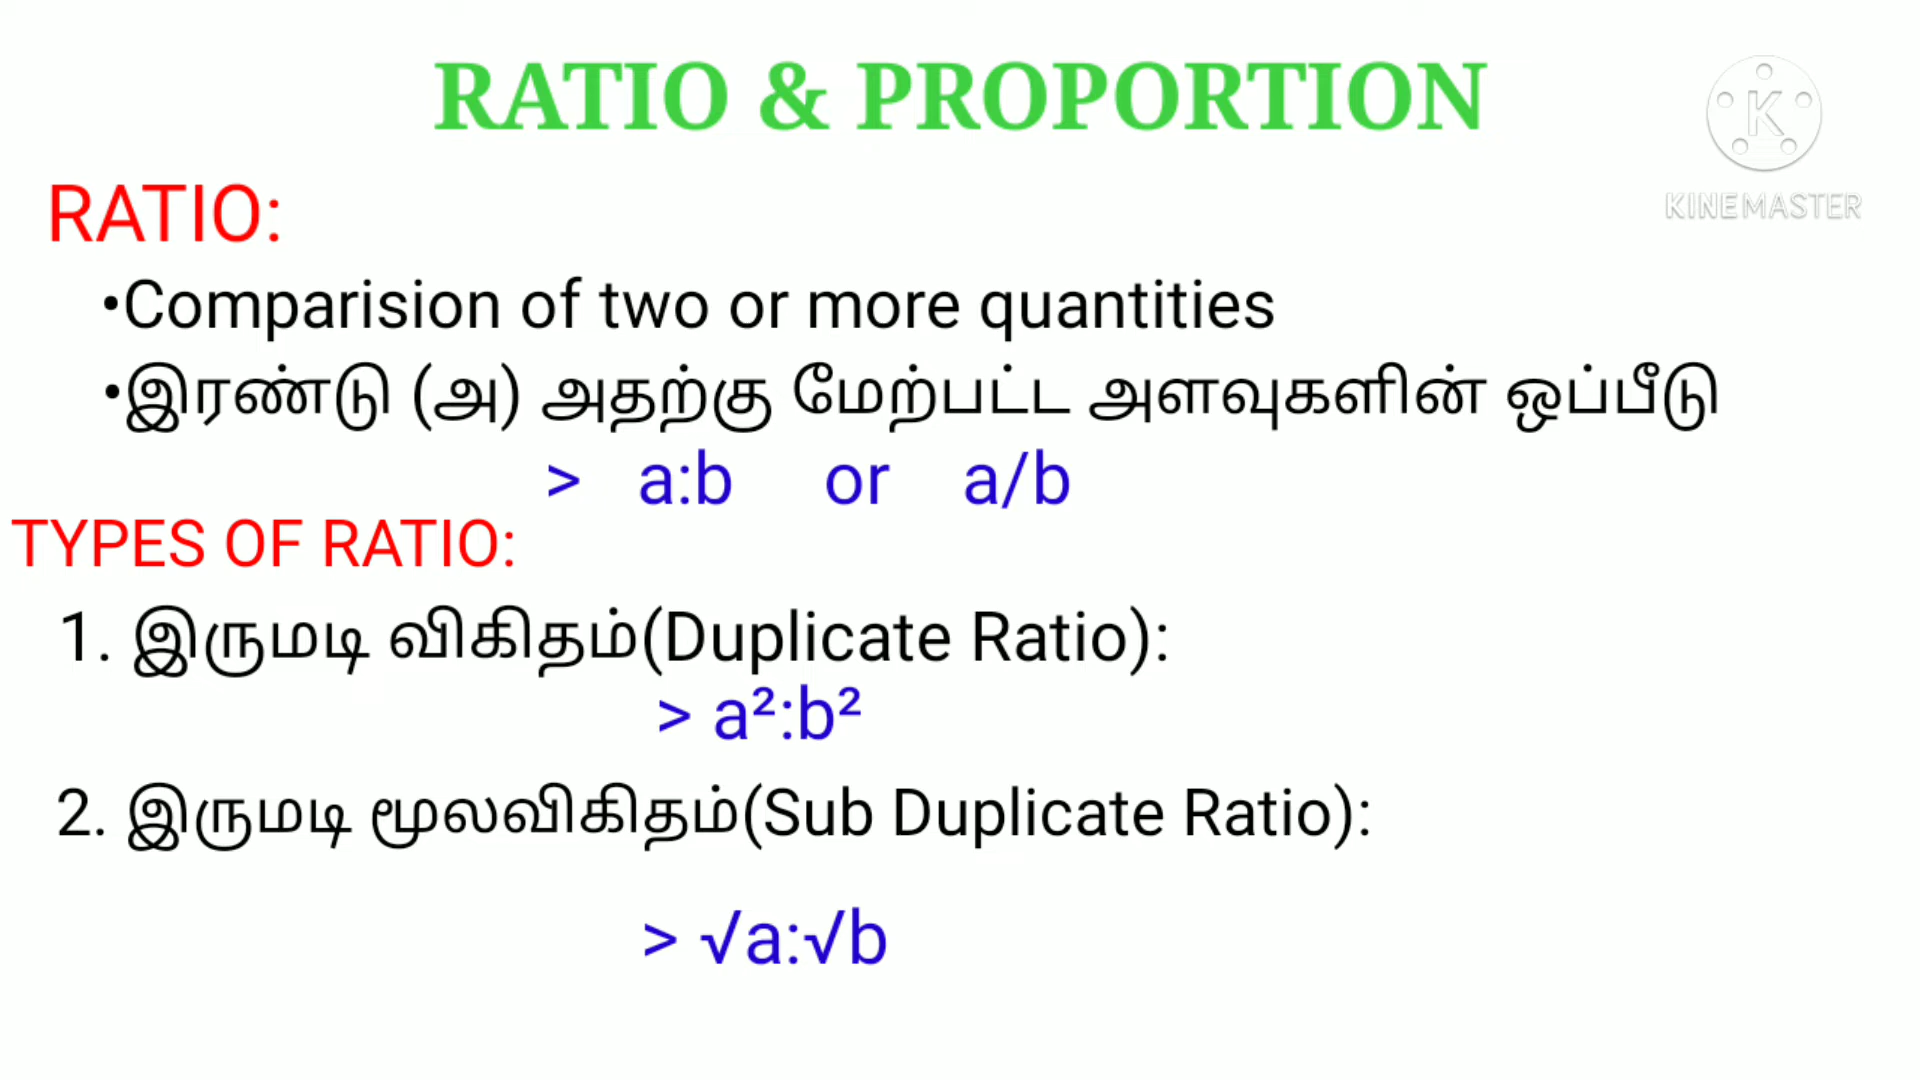 RATIO & PROPORTION
KINEMASTER
RATIO:
•Comparision of two or more quantities
•இரண்டு (அ) அதற்கு மேற்பட்ட அளவுகளின் ஒப்பீடு
> a:b or a/b
TYPES OF RATIO:
1. இருமடி விகிதம்(Duplicate Ratio):
> a²:b²
2. இருமடி மூலவிகிதம்(Sub Duplicate Ratio):
> √a:√b